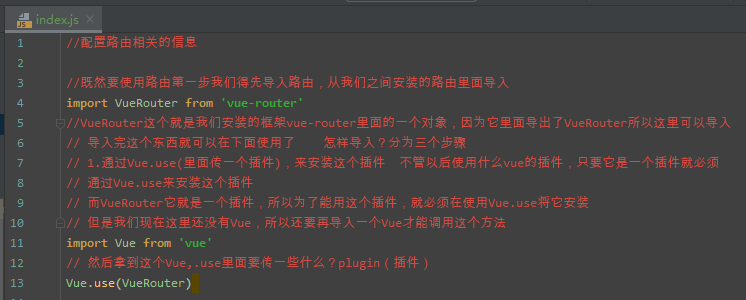 index.js
JS
1 //配置路由相关的信息
2
3 //既然要使用路由第一步我们得先导入路由，从我们之间安装的路由里面导入
4 import VueRouter from 'vue-router'
5 //VueRouter这个就是我们安装的框架vue-router里面的一个对象，因为它里面导出了VueRouter所以这里可以导入
6 // 导入完这个东西就可以在下面使用了    怎样导入？分为三个步骤
7 // 1.通过Vue.use(里面传一个插件)，来安装这个插件  不管以后使用什么vue的插件，只要它是一个插件就必须
8 // 通过Vue.use来安装这个插件
9 // 而VueRouter它就是一个插件，所以为了能用这个插件，就必须在使用Vue.use将它安装
10 // 但是我们现在这里还没有Vue，所以还要再导入一个Vue才能调用这个方法
11 import Vue from 'vue'
12 // 然后拿到这个Vue,.use里面要传一些什么？plugin（插件）
13 Vue.use(VueRouter)